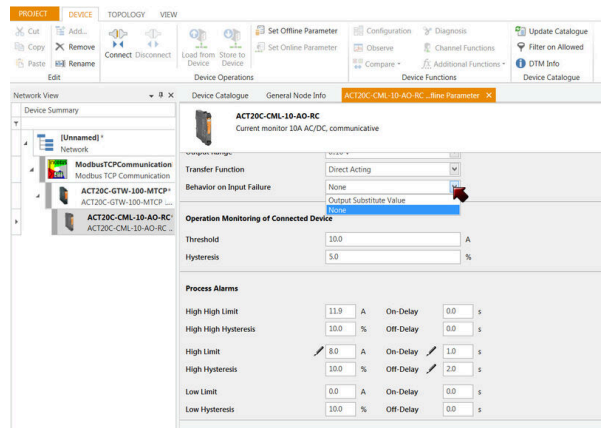 PROJECT DEVICE TOPOLOGY VIEW
Cut Add... Set Offline Parameter Configuration Diagnosis Update Catalogue
Copy Remove Connect Disconnect Load from Device Store to Device Set Online Parameter Observe Channel Functions Filter on Allowed
Paste Rename Compare Additional Functions DTM Info
Edit Device Operations Device Functions Device Catalogue
Network View
Device Catalogue General Node Info ACT20C-CML-10-AO-RC ...fline Parameter
Device Summary
[Unnamed]*
Network
ModbusTCPCommunication
Modbus TCP Communication
ACT20C-GTW-100-MTCP*
ACT20C-GTW-100-MTCP ....
ACT20C-CML-10-AO-RC*
ACT20C-CML-10-AO-RC ..
ACT20C-CML-10-AO-RC
Current monitor 10A AC/DC, communicative
Transfer Function Direct Acting
Behavior on Input Failure None
Output Substitute Value
None
Operation Monitoring of Connected Device
Threshold 10.0 A
Hysteresis 5.0 %
Process Alarms
High High Limit 11.9 A On-Delay 0.0 s
High High Hysteresis 10.0 % Off-Delay 0.0 s
High Limit 8.0 A On-Delay 1.0 s
High Hysteresis 10.0 % Off-Delay 2.0 s
Low Limit 0.0 A On-Delay 0.0 s
Low Hysteresis 10.0 % Off-Delay 0.0 s